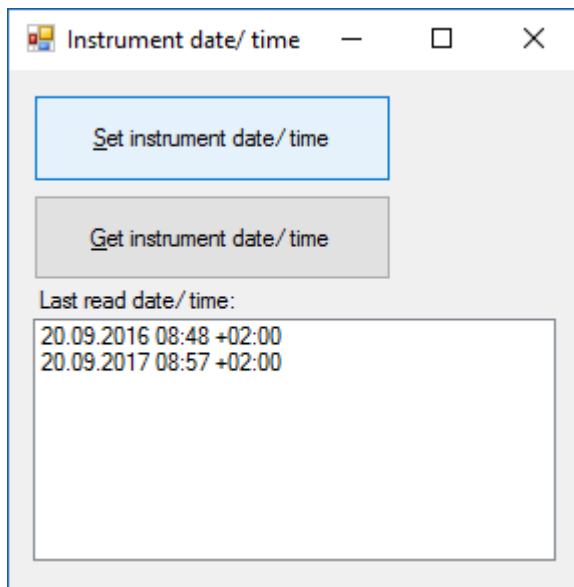 Instrument date/ time
Set instrument date/ time
Get instrument date/ time
Last read date/ time:
20.09.2016 08:48 +02:00
20.09.2017 08:57 +02:00